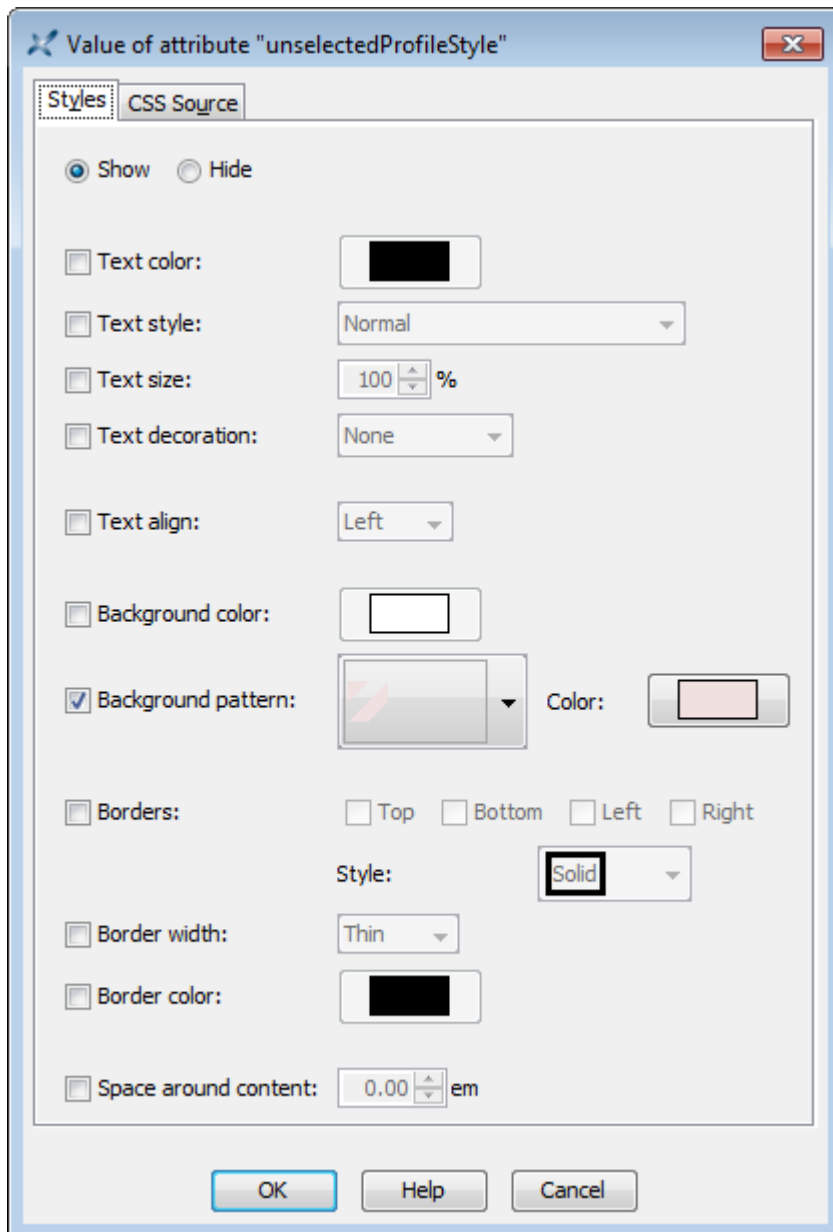 Value of attribute "unselectedProfileStyle"
Styles CSS Source
Show Hide
Text color:
Text style: Normal
Text size: 100 %
Text decoration: None
Text align: Left
Background color:
Background pattern: Color:
Borders: Top Bottom Left Right
Style: Solid
Border width: Thin
Border color:
Space around content: 0.00 em
OK Help Cancel